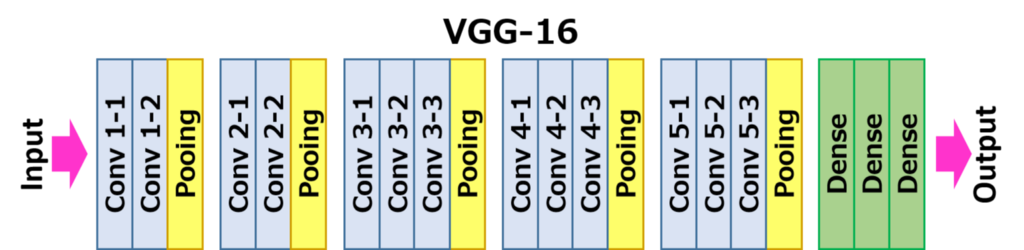 VGG-16
Input
Conv 1-1
Conv 1-2
Pooing
Conv 2-1
Conv 2-2
Pooing
Conv 3-1
Conv 3-2
Conv 3-3
Pooing
Conv 4-1
Conv 4-2
Conv 4-3
Pooing
Conv 5-1
Conv 5-2
Conv 5-3
Pooing
Dense
Dense
Dense
Output